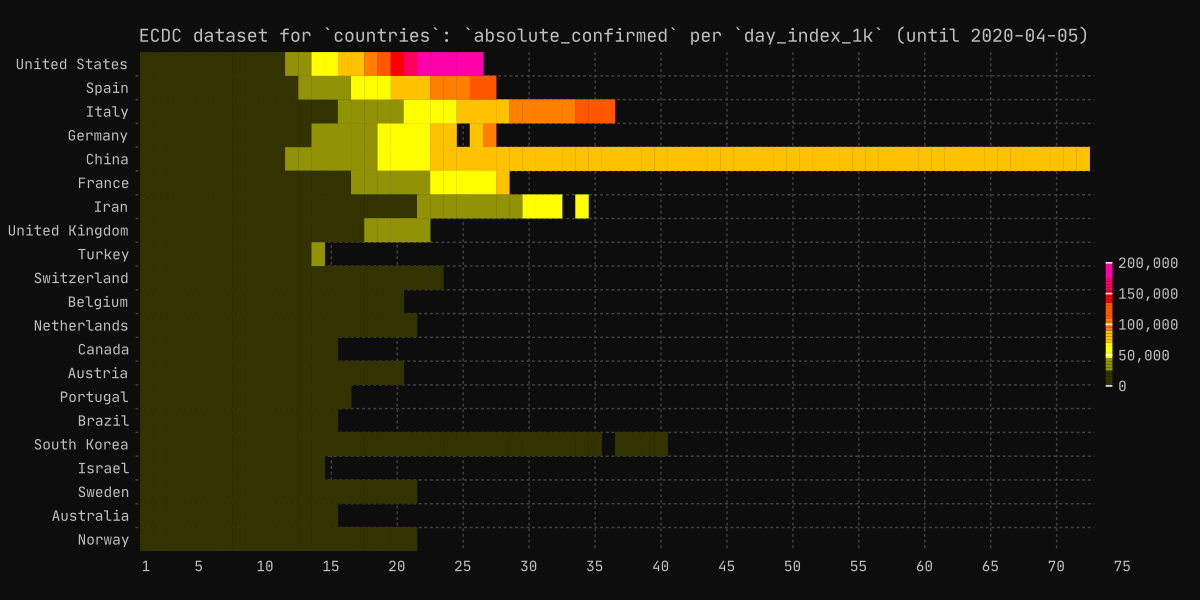 ECDC dataset for `countries`: `absolute_confirmed` per `day_index_1k` (until 2020-04-05)
United States
Spain
Italy
Germany
China
France
Iran
United Kingdom
Turkey
Switzerland
Belgium
Netherlands
Canada
Austria
Portugal
Brazil
South Korea
Israel
Sweden
Australia
Norway
1 5 10 15 20 25 30 35 40 45 50 55 60 65 70 75
200,000
150,000
100,000
50,000
0